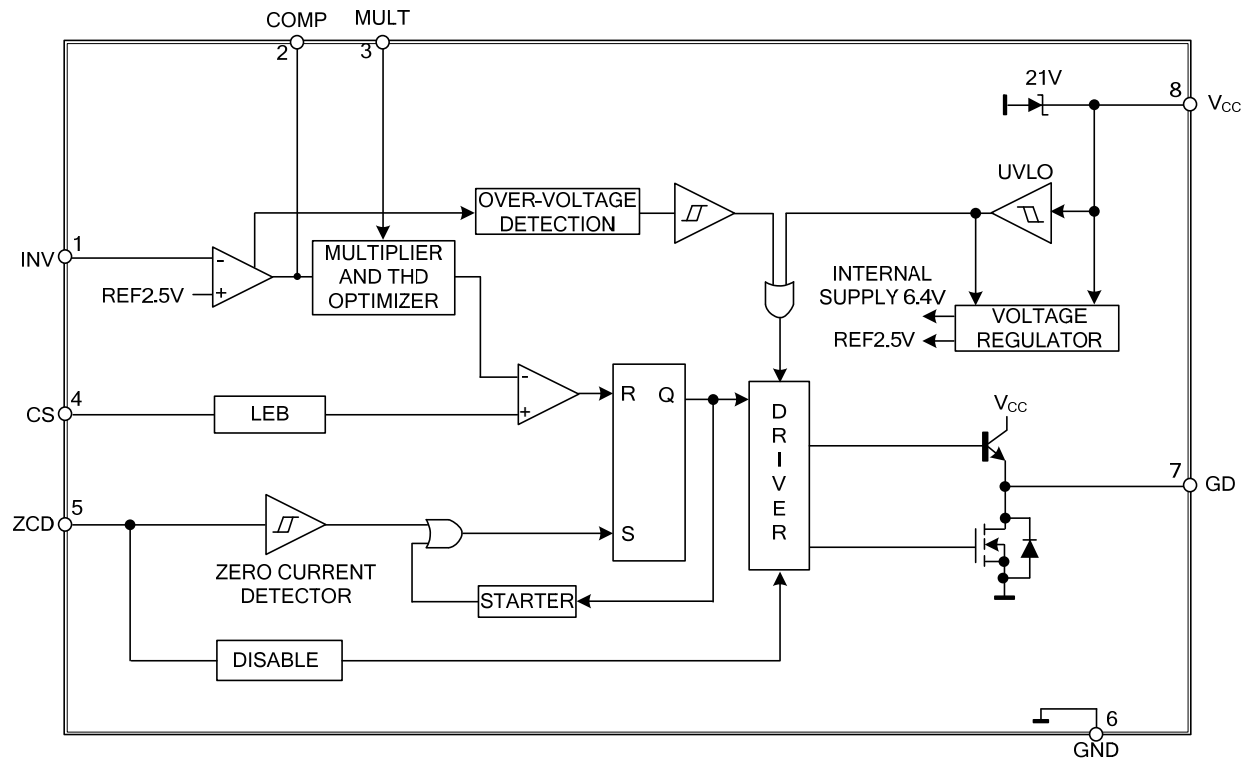 COMP
MULT
2
3
21V
8
VCC
UVLO
OVER-VOLTAGE
DETECTION
1
INV
REF2.5V
-
+
MULTIPLIER
AND THD
OPTIMIZER
INTERNAL
SUPPLY 6.4V
REF2.5V
VOLTAGE
REGULATOR
4
CS
LEB
-
+
R
Q
S
DRIVER
VCC
7
GD
5
ZCD
ZERO CURRENT
DETECTOR
STARTER
DISABLE
6
GND